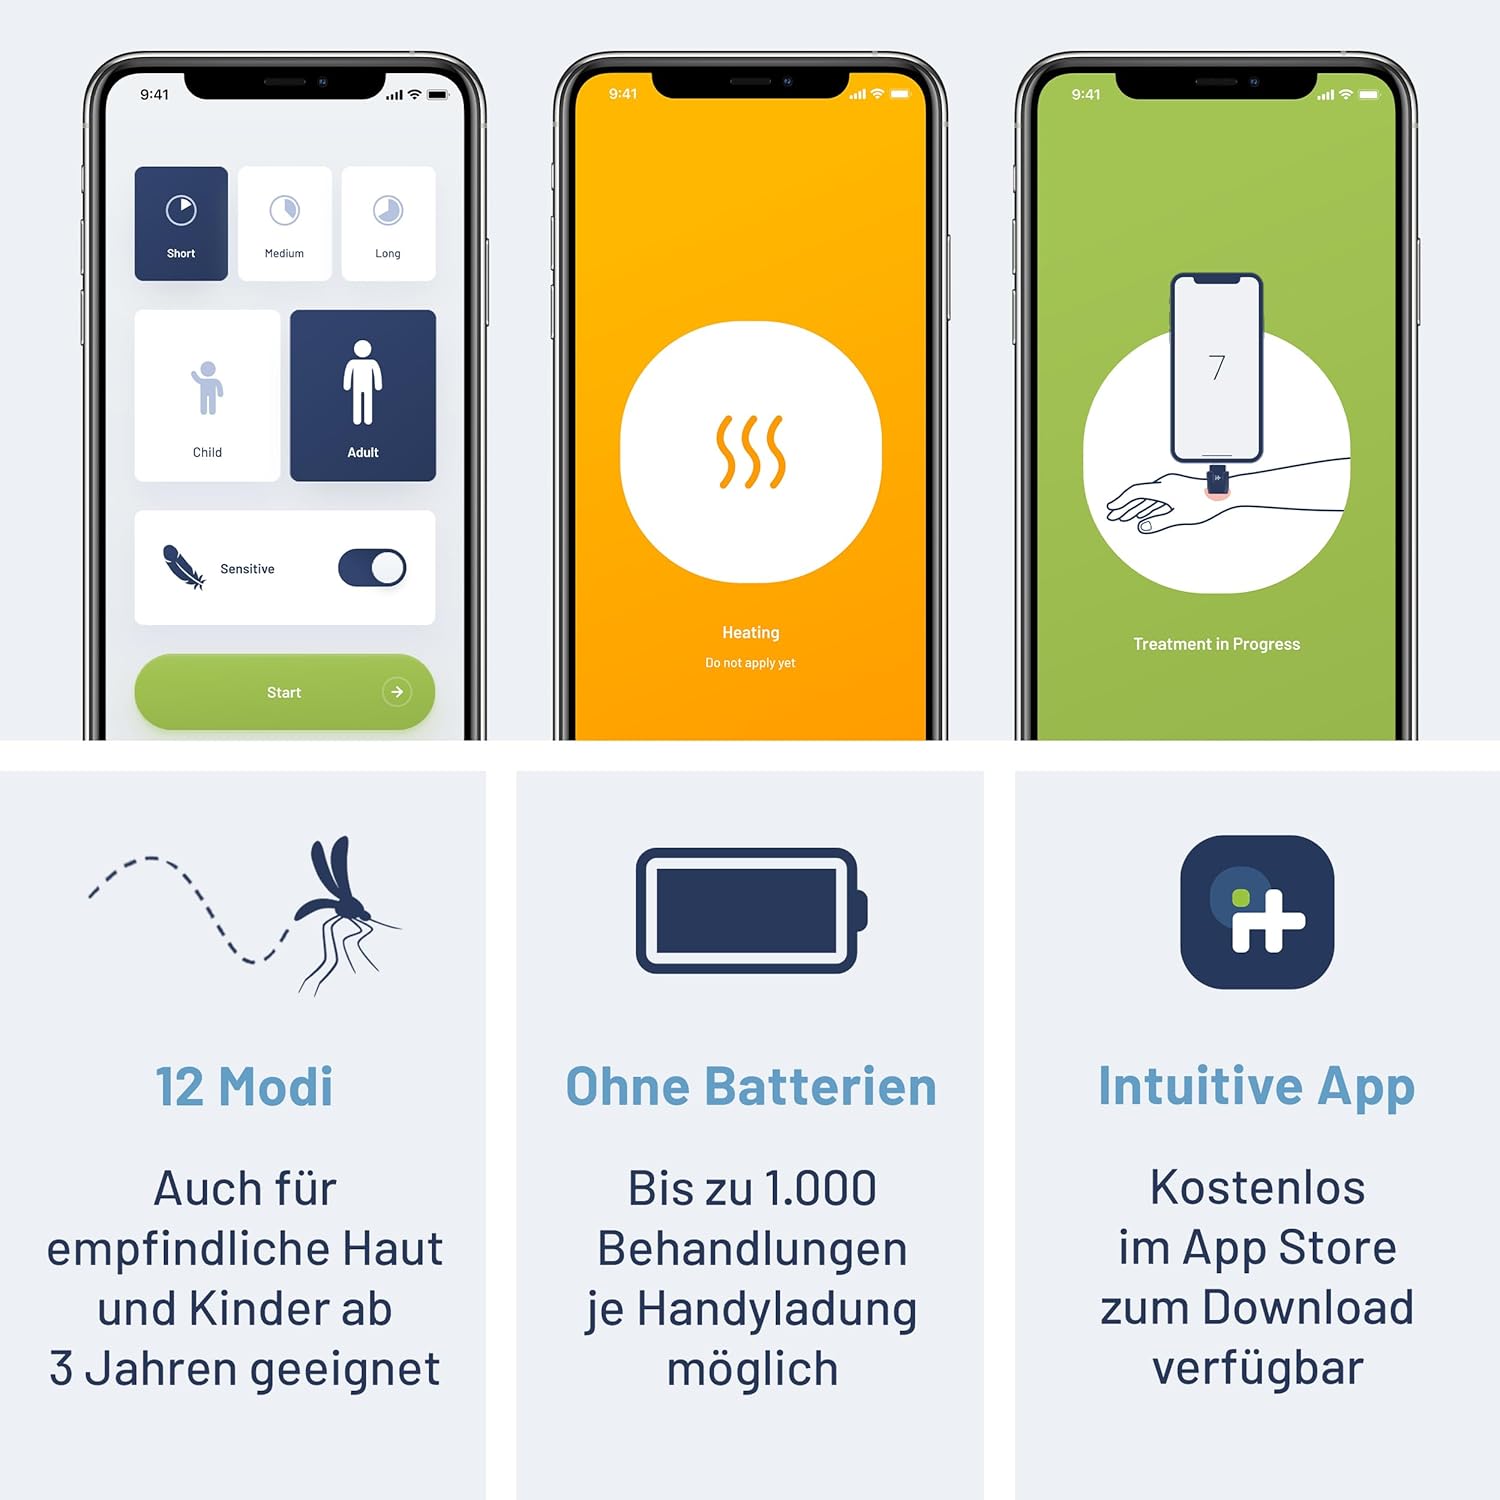 9:41
Short
Medium
Long
Child
Adult
Sensitive
Start
9:41
Heating
Do not apply yet
9:41
7
Treatment in Progress
12 Modi
Auch für
empfindliche Haut
und Kinder ab
3 Jahren geeignet
Ohne Batterien
Bis zu 1.000
Behandlungen
je Handyladung
möglich
it
Intuitive App
Kostenlos
im App Store
zum Download
verfügbar